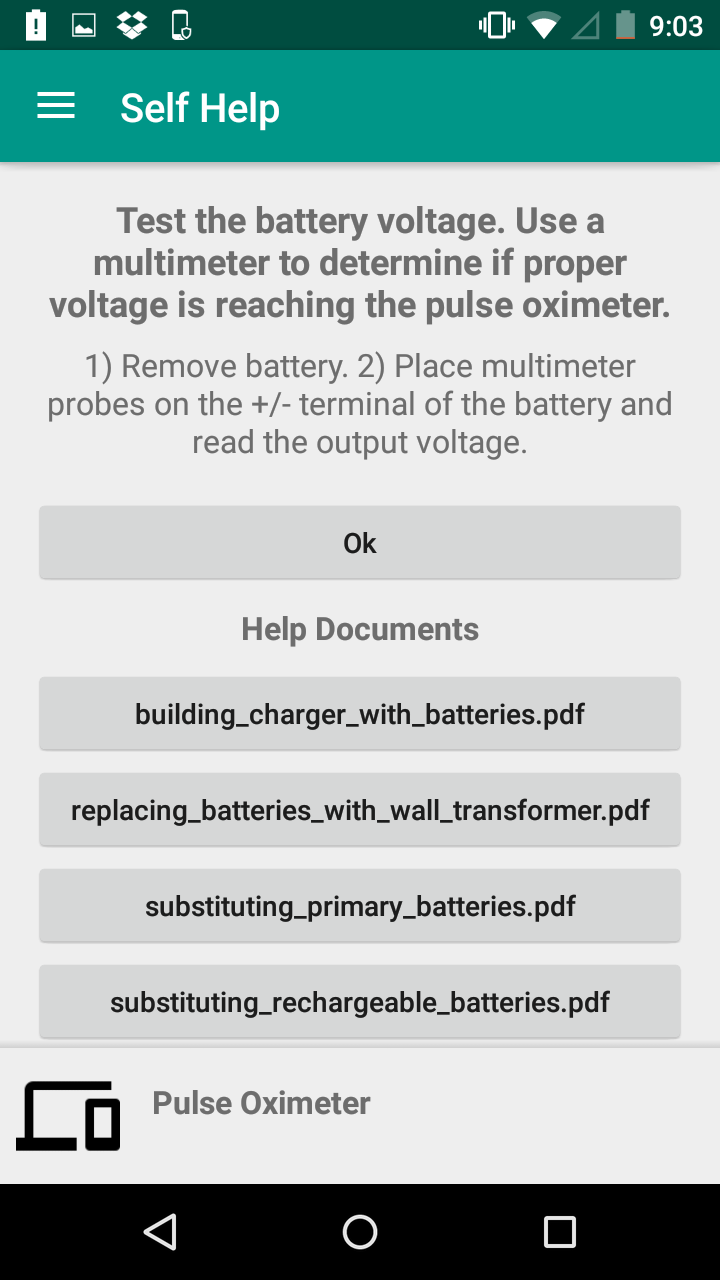 9:03
Self Help
Test the battery voltage. Use a
multimeter to determine if proper
voltage is reaching the pulse oximeter.
1) Remove battery. 2) Place multimeter
probes on the +/- terminal of the battery and
read the output voltage.
Ok
Help Documents
building_charger_with_batteries.pdf
replacing_batteries_with_wall_transformer.pdf
substituting_primary_batteries.pdf
substituting_rechargeable_batteries.pdf
Pulse Oximeter